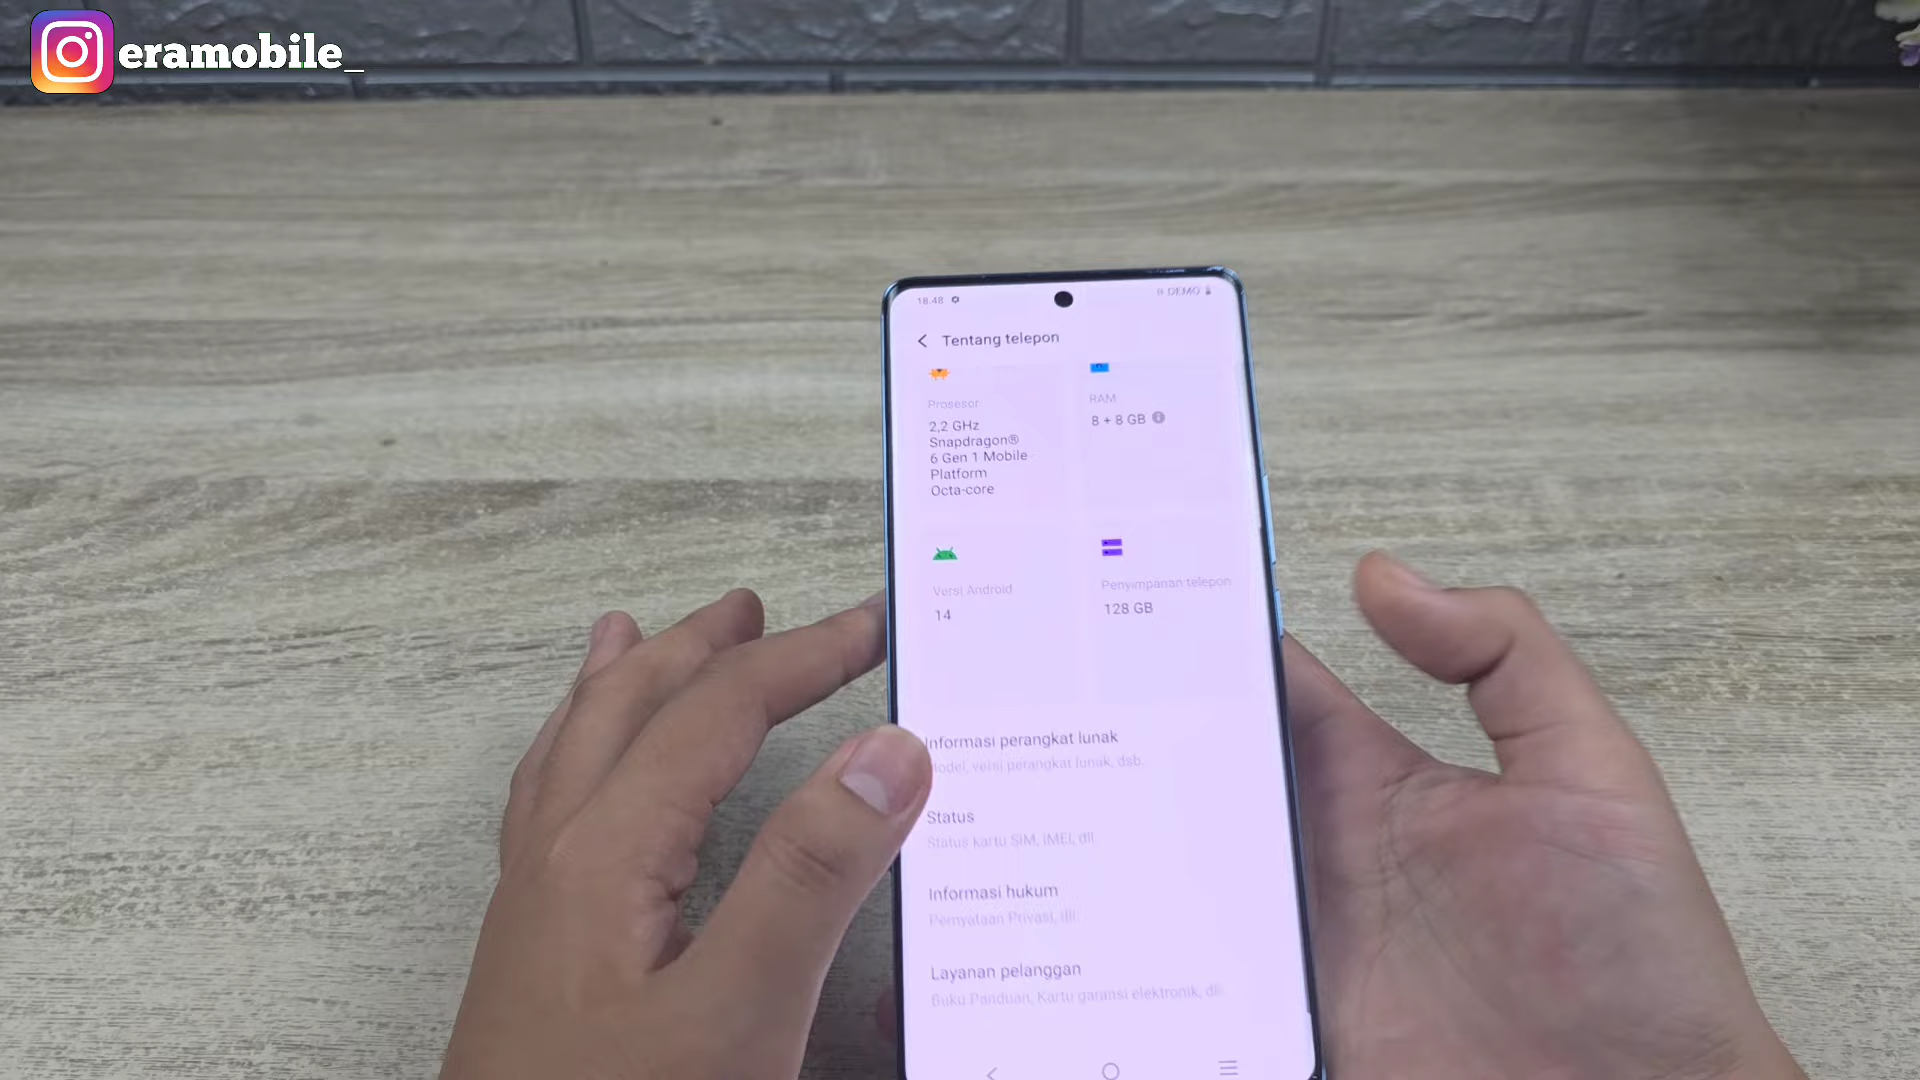 eramobile_
18.48
DEMO
Tentang telepon
Prosesor
2,2 GHz
Snapdragon®
6 Gen 1 Mobile
Platform
Octa-core
RAM
8 + 8 GB
Versi Android
14
Penyimpanan telepon
128 GB
Informasi perangkat lunak
Model, versi perangkat lunak, dsb.
Status
Status kartu SIM, IMEI, dll.
Informasi hukum
Pernyataan Privasi, dll.
Layanan pelanggan
Buku Panduan, Kartu garansi elektronik, dll.